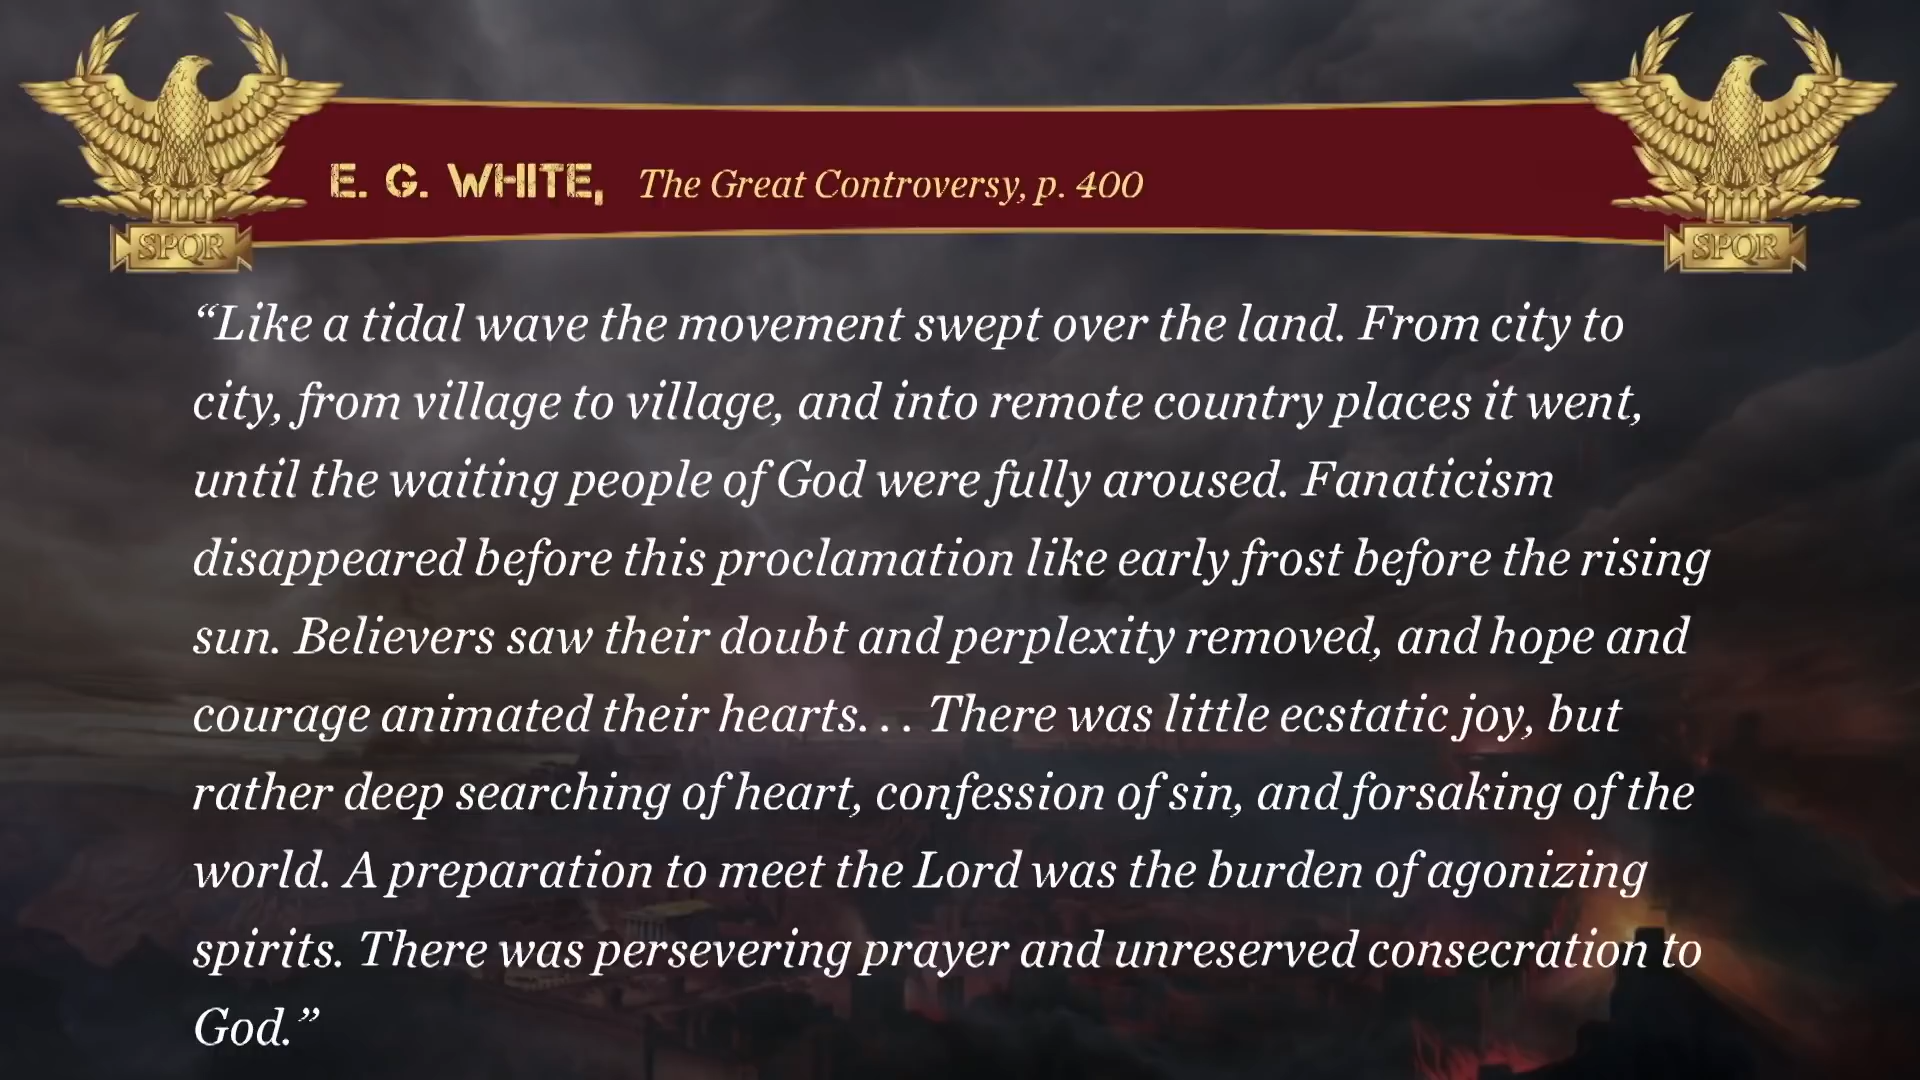 SPQR
E. G. WHITE, The Great Controversy, p. 400
SPQR
“Like a tidal wave the movement swept over the land. From city to
city, from village to village, and into remote country places it went,
until the waiting people of God were fully aroused. Fanaticism
disappeared before this proclamation like early frost before the rising
sun. Believers saw their doubt and perplexity removed, and hope and
courage animated their hearts. . . There was little ecstatic joy, but
rather deep searching of heart, confession of sin, and forsaking of the
world. A preparation to meet the Lord was the burden of agonizing
spirits. There was persevering prayer and unreserved consecration to
God.”